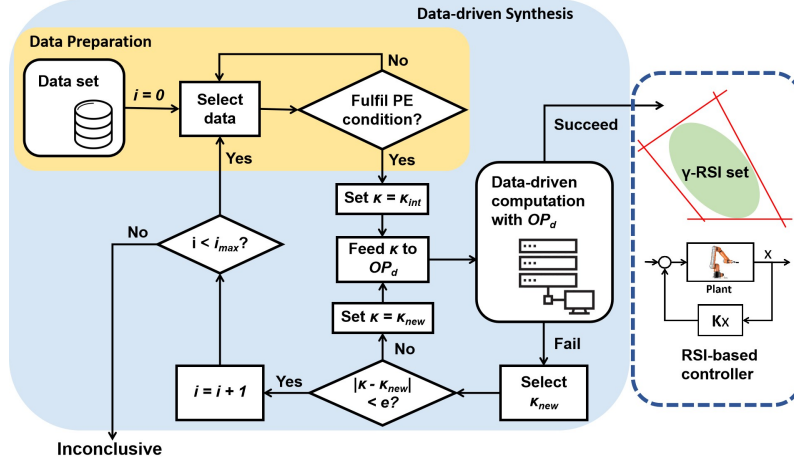 Data-driven Synthesis
Data Preparation
Data set
i = 0
Select
data
No
Fulfil PE
condition?
Yes
Yes
Succeed
γ-RSI set
Set κ = κint
Data-driven
computation
with OPd
No
i < imax?
Feed κ to
OPd
X
Plant
Kx
Set κ = κnew
RSI-based
controller
No
Fail
i = i + 1
Yes
|κ - κnew|
< e?
Select
κnew
Inconclusive